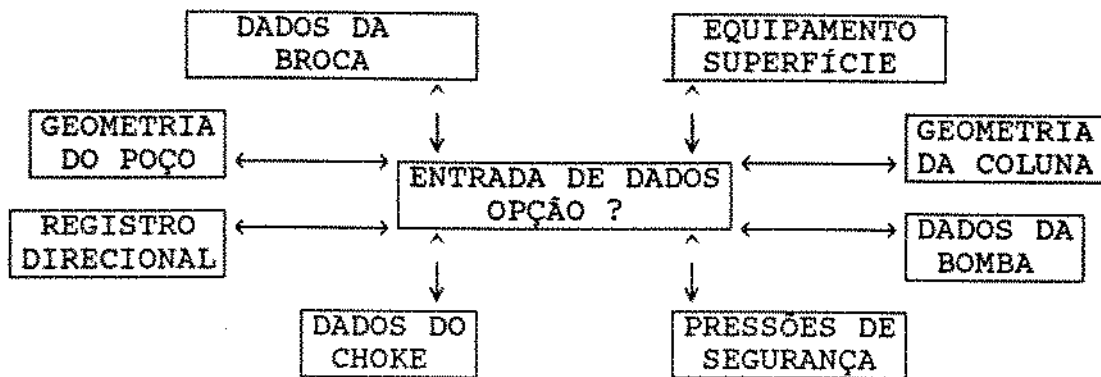 DADOS DA
BROCA
EQUIPAMENTO
SUPERFÍCIE
GEOMETRIA
DO POÇO
GEOMETRIA
DA COLUNA
ENTRADA DE DADOS
OPÇÃO ?
REGISTRO
DIRECIONAL
DADOS DA
BOMBA
DADOS DO
CHOKE
PRESSÕES DE
SEGURANÇA